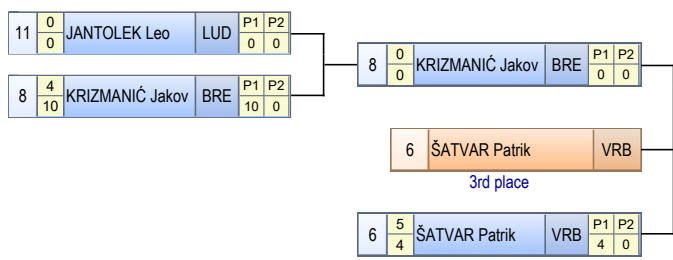 11 0 0 JANTOLEK Leo LUD P1 P2 0 0
8 4 10 KRIZMANIĆ Jakov BRE P1 P2 10 0
8 0 0 KRIZMANIĆ Jakov BRE P1 P2 0 0
6 ŠATVAR Patrik VRB
3rd place
6 5 4 ŠATVAR Patrik VRB P1 P2 4 0